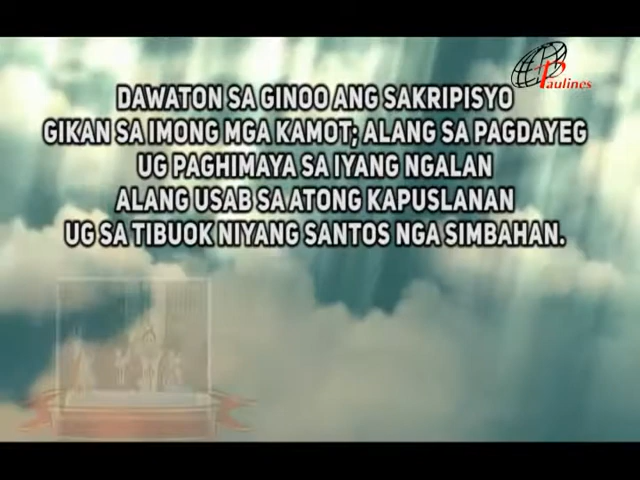 Paulines
DAWATON SA GINOO ANG SAKRIPISYO
GIKAN SA IMONG MGA KAMOT; ALANG SA PAGDAYEG
UG PAGHIMAYA SA IYANG NGALAN
ALANG USAB SA ATONG KAPUSLANAN
UG SA TIBUOK NIYANG SANTOS NGA SIMBAHAN.